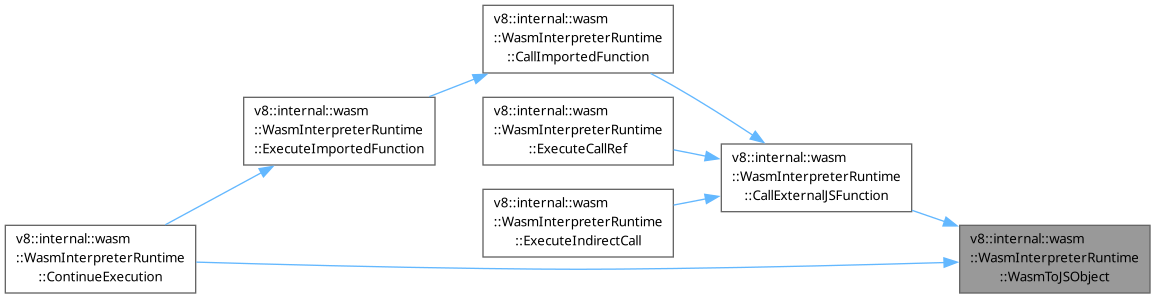 v8::internal::wasm
::WasmInterpreterRuntime
::CallImportedFunction
v8::internal::wasm
::WasmInterpreterRuntime
::ExecuteImportedFunction
v8::internal::wasm
::WasmInterpreterRuntime
::ExecuteCallRef
v8::internal::wasm
::WasmInterpreterRuntime
::CallExternalJSFunction
v8::internal::wasm
::WasmInterpreterRuntime
::ExecuteIndirectCall
v8::internal::wasm
::WasmInterpreterRuntime
::ContinueExecution
v8::internal::wasm
::WasmInterpreterRuntime
::WasmToJSObject